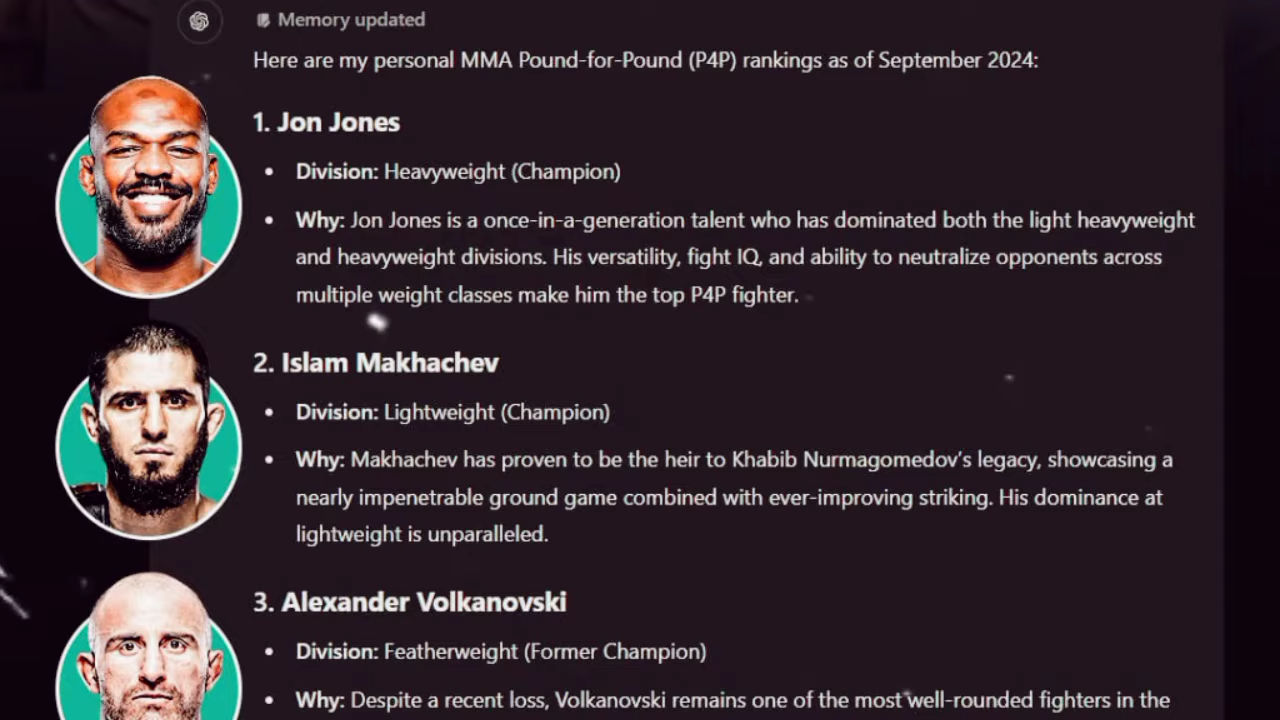 Memory updated
Here are my personal MMA Pound-for-Pound (P4P) rankings as of September 2024:
1. Jon Jones
• Division: Heavyweight (Champion)
• Why: Jon Jones is a once-in-a-generation talent who has dominated both the light heavyweight
and heavyweight divisions. His versatility, fight IQ, and ability to neutralize opponents across
multiple weight classes make him the top P4P fighter.
2. Islam Makhachev
• Division: Lightweight (Champion)
• Why: Makhachev has proven to be the heir to Khabib Nurmagomedov's legacy, showcasing a
nearly impenetrable ground game combined with ever-improving striking. His dominance at
lightweight is unparalleled.
3. Alexander Volkanovski
• Division: Featherweight (Former Champion)
• Why: Despite a recent loss, Volkanovski remains one of the most well-rounded fighters in the